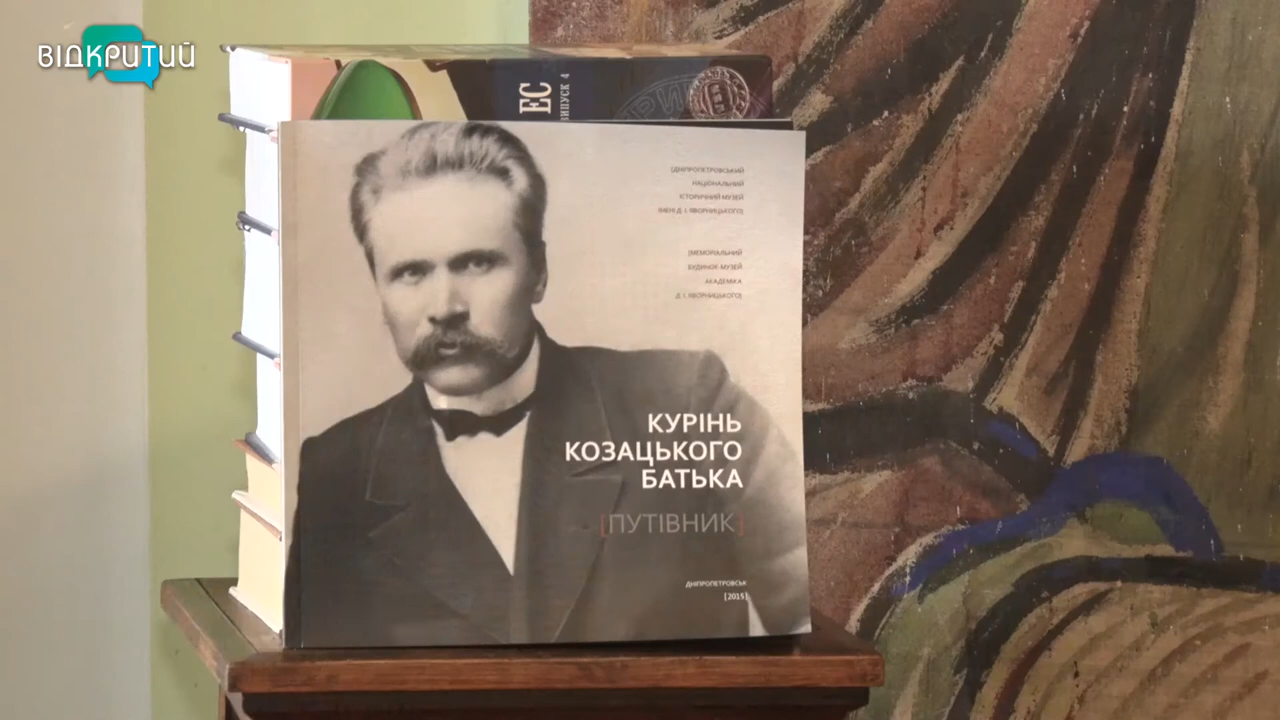 ВІДКРИТИЙ
ЕС
ВИПУСК 4
[ДНІПРОПЕТРОВСЬКИЙ
НАЦІОНАЛЬНИЙ
ІСТОРИЧНИЙ МУЗЕЙ
ІМЕНІ Д. І. ЯВОРНИЦЬКОГО]
[МЕМОРІАЛЬНИЙ
БУДИНОК-МУЗЕЙ
АКАДЕМІКА
Д. І. ЯВОРНИЦЬКОГО]
КУРІНЬ
КОЗАЦЬКОГО
БАТЬКА
[ПУТІВНИК]
ДНІПРОПЕТРОВСЬК
[2015]